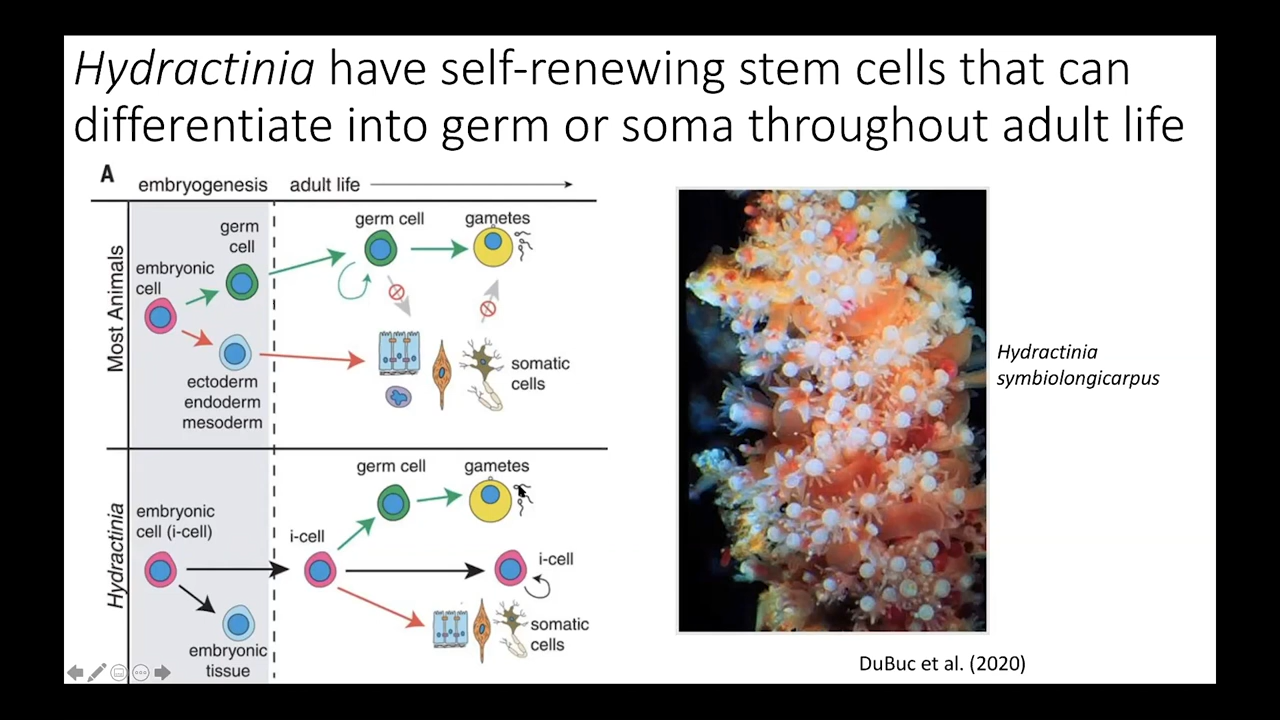 Hydractinia have self-renewing stem cells that can
differentiate into germ or soma throughout adult life
A
embryogenesis
adult life
Most Animals
embryonic
cell
germ
cell
ectoderm
endoderm
mesoderm
germ cell
gametes
somatic
cells
Hydractinia
embryonic
cell (i-cell)
embryonic
tissue
i-cell
germ cell
gametes
i-cell
somatic
cells
Hydractinia
symbiolongicarpus
DuBuc et al. (2020)